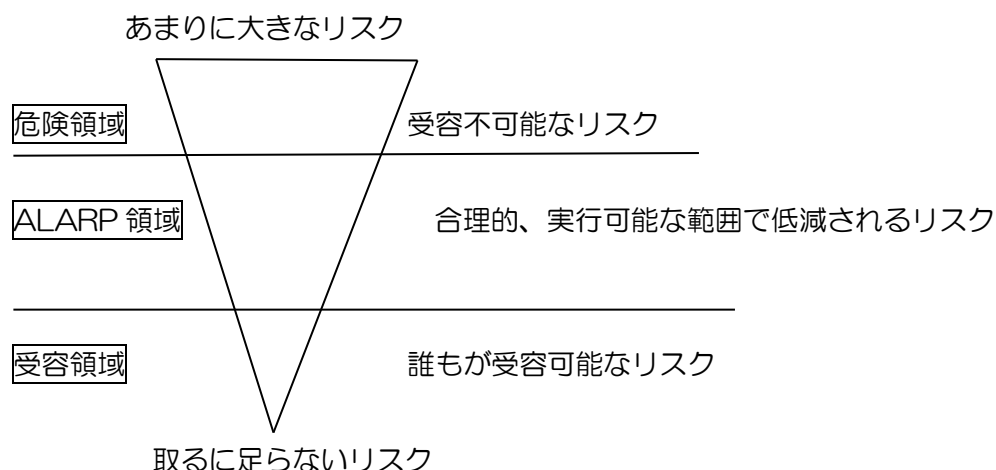 あまりに大きなリスク
危険領域 受容不可能なリスク
ALARP 領域 合理的、実行可能な範囲で低減されるリスク
受容領域 誰もが受容可能なリスク
取るに足らないリスク